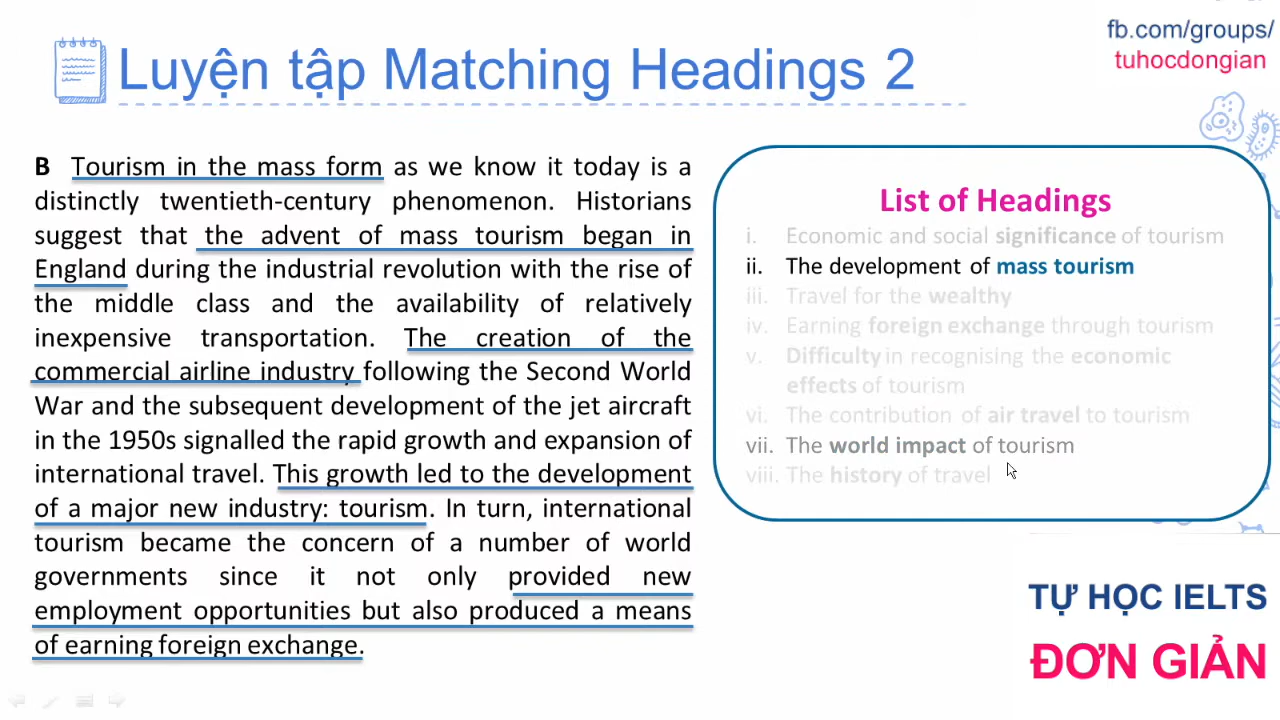 Luyện tập Matching Headings 2
fb.com/groups/
tuhocdongian
B Tourism in the mass form as we know it today is a
distinctly twentieth-century phenomenon. Historians
suggest that the advent of mass tourism began in
England during the industrial revolution with the rise of
the middle class and the availability of relatively
inexpensive transportation. The creation of the
commercial airline industry following the Second World
War and the subsequent development of the jet aircraft
in the 1950s signalled the rapid growth and expansion of
international travel. This growth led to the development
of a major new industry: tourism. In turn, international
tourism became the concern of a number of world
governments since it not only provided new
employment opportunities but also produced a means
of earning foreign exchange.
List of Headings
i. Economic and social significance of tourism
ii. The development of mass tourism
iii. Travel for the wealthy
iv. Earning foreign exchange through tourism
v. Difficulty in recognising the economic
effects of tourism
vi. The contribution of air travel to tourism
vii. The world impact of tourism
viii. The history of travel
TỰ HỌC IELTS
ĐƠN GIẢN